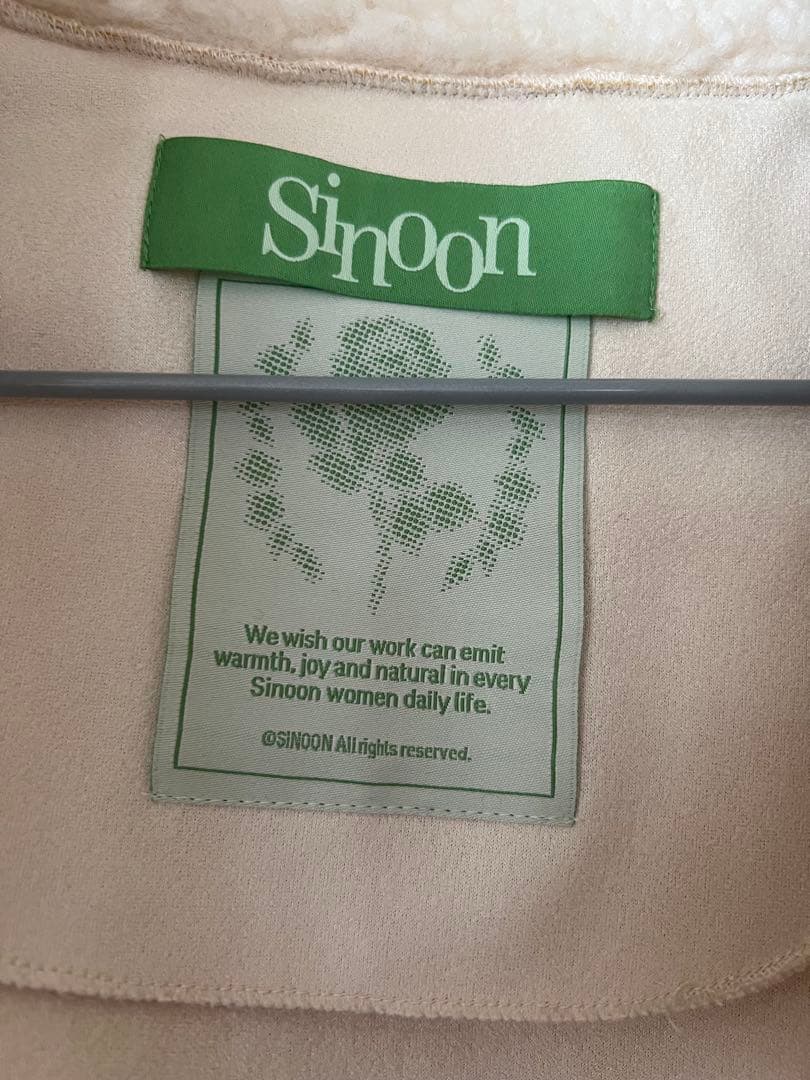 Sinoon
We wish our work can emit
warmth. joy and natural in every
Sinoon women daily life.
©SiNOON All rights reserved.